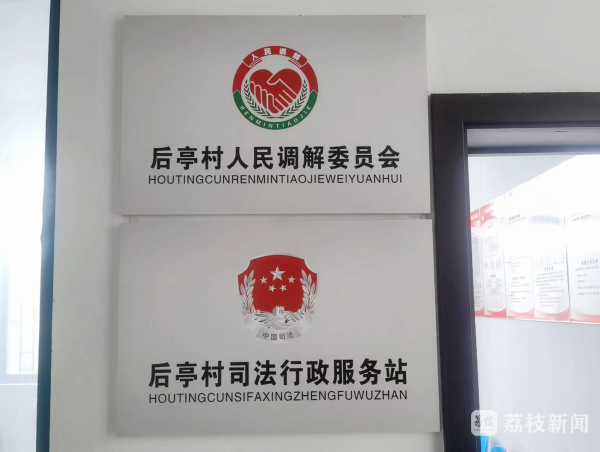 人民调解
RENMINTIAOJIE
后亭村人民调解委员会
HOUTINGCUNRENMINTIAOJIEWEIYUANHUI
中国司法
后亭村司法行政服务站
HOUTINGCUNSIFAXINGZHENGFUWUZHAN
荔枝新闻